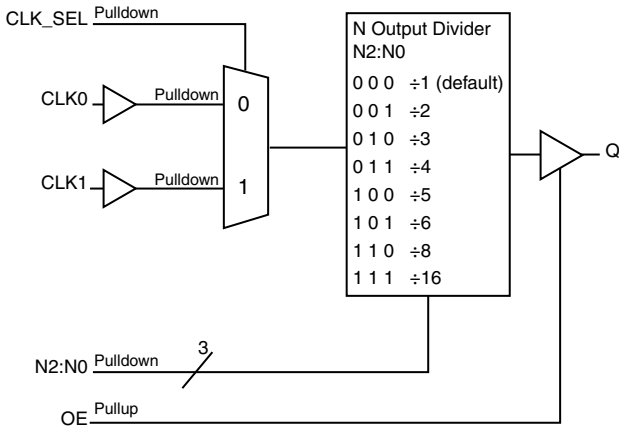 CLK_SEL Pulldown
CLK0 Pulldown
CLK1 Pulldown
0
1
N Output Divider
N2:N0
0 0 0 ÷1 (default)
0 0 1 ÷2
0 1 0 ÷3
0 1 1 ÷4
1 0 0 ÷5
1 0 1 ÷6
1 1 0 ÷8
1 1 1 ÷16
Q
N2:N0 Pulldown 3
OE Pullup